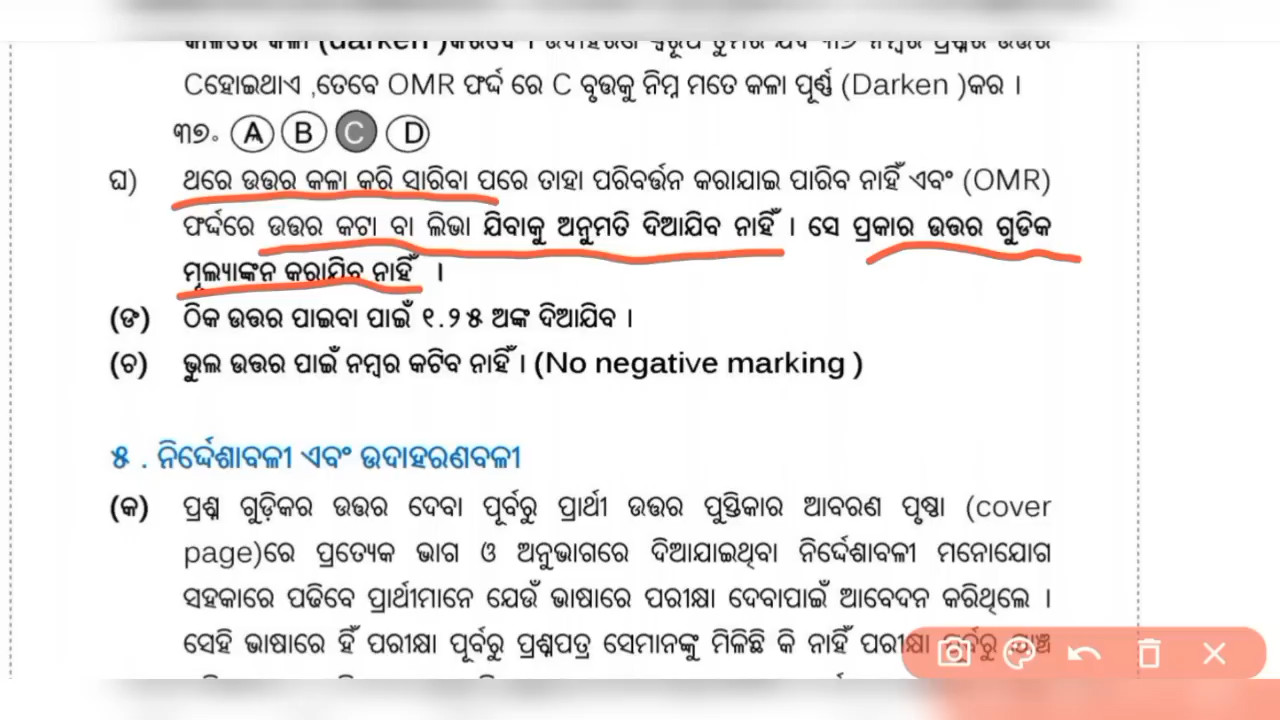 C ହୋଇଥାଏ ,ତେବେ OMR ଫର୍ଦ୍ଦ ରେ C ବୃତ୍ତକୁ ନିମ୍ନ ମତେ କଳା ପୂର୍ଣ୍ଣ (Darken )କର ।
୩୭॰ A B C D
ଘ) ଥରେ ଉତ୍ତର କଳା କରି ସାରିବା ପରେ ତାହା ପରିବର୍ତ୍ତନ କରାଯାଇ ପାରିବ ନାହିଁ ଏବଂ (OMR)
ଫର୍ଦ୍ଦରେ ଉତ୍ତର କଟା ବା ଲିଭା ଯିବାକୁ ଅନୁମତି ଦିଆଯିବ ନାହିଁ । ସେ ପ୍ରକାର ଉତ୍ତର ଗୁଡିକ
ମୂଲ୍ୟାଙ୍କନ କରାଯିବ ନାହିଁ ।
(ଙ) ଠିକ ଉତ୍ତର ପାଇବା ପାଇଁ ୧.୨୫ ଅଙ୍କ ଦିଆଯିବ ।
(ଚ) ଭୁଲ ଉତ୍ତର ପାଇଁ ନମ୍ବର କଟିବ ନାହିଁ । (No negative marking )
୫ . ନିର୍ଦ୍ଦେଶାବଳୀ ଏବଂ ଉଦାହରଣବଳୀ
(କ) ପ୍ରଶ୍ନ ଗୁଡ଼ିକର ଉତ୍ତର ଦେବା ପୂର୍ବରୁ ପ୍ରାର୍ଥୀ ଉତ୍ତର ପୁସ୍ତିକାର ଆବରଣ ପୃଷ୍ଠା (cover
page)ରେ ପ୍ରତ୍ୟେକ ଭାଗ ଓ ଅନୁଭାଗରେ ଦିଆଯାଇଥିବା ନିର୍ଦ୍ଦେଶାବଳୀ ମନୋଯୋଗ
ସହକାରେ ପଢିବେ ପ୍ରାର୍ଥୀମାନେ ଯେଉଁ ଭାଷାରେ ପରୀକ୍ଷା ଦେବାପାଇଁ ଆବେଦନ କରିଥିଲେ ।
ସେହି ଭାଷାରେ ହିଁ ପରୀକ୍ଷା ପୂର୍ବରୁ ପ୍ରଶ୍ନପତ୍ର ସେମାନଙ୍କୁ ମିଳିଛି କି ନାହିଁ ପରୀକ୍ଷା ପୂର୍ବରୁ